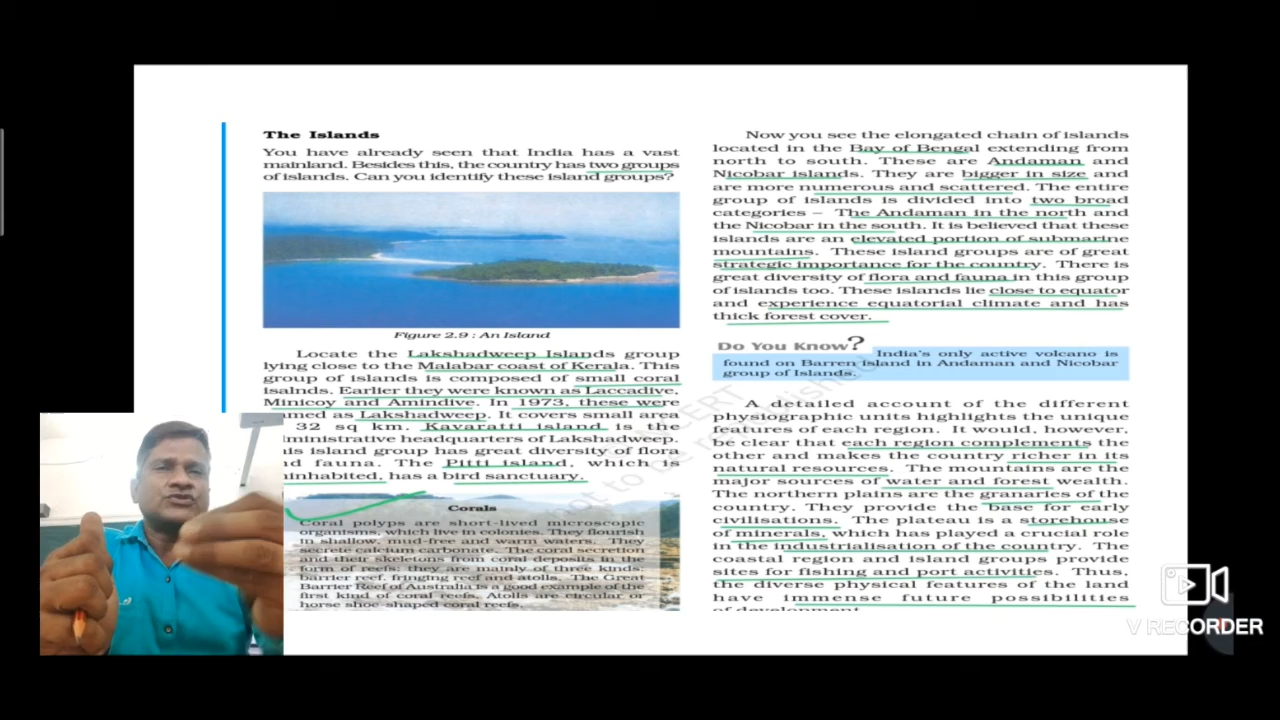 The Islands
You have already seen that India has a vast
mainland. Besides this, the country has two groups
of islands. Can you identify these island groups?
Figure 2.9 : An Island
Locate the Lakshadweep Islands group
lying close to the Malabar coast of Kerala. This
group of islands is composed of small coral
isalnds. Earlier they were known as Laccadive,
Minicoy and Amindive. In 1973, these were
named as Lakshadweep. It covers small area
32 sq km. Kavaratti island is the
dministrative headquarters of Lakshadweep.
his island group has great diversity of flora
nd fauna. The Pitti island, which is
ninhabited, has a bird sanctuary.
Corals
Coral polyps are short-lived microscopic
organisms, which live in colonies. They flourish
in shallow, mud-free and warm waters. They
secrete calcium carbonate. The coral secretion
and their skeletons from coral deposits in the
form of reefs: they are mainly of three kinds:
barrier reef, fringing reef and atolls. The Great
Barrier Reef of Australia is a good example of the
first kind of coral reefs. Atolls are circular or
horse shoe-shaped coral reefs.
Now you see the elongated chain of islands
located in the Bay of Bengal extending from
north to south. These are Andaman and
Nicobar islands. They are bigger in size and
are more numerous and scattered. The entire
group of islands is divided into two broad
categories – The Andaman in the north and
the Nicobar in the south. It is believed that these
islands are an elevated portion of submarine
mountains. These island groups are of great
strategic importance for the country. There is
great diversity of flora and fauna in this group
of islands too. These islands lie close to equator
and experience equatorial climate and has
thick forest cover.
Do You Know?
India's only active volcano is
found on Barren island in Andaman and Nicobar
group of Islands.
A detailed account of the different
physiographic units highlights the unique
features of each region. It would, however,
be clear that each region complements the
other and makes the country richer in its
natural resources. The mountains are the
major sources of water and forest wealth.
The northern plains are the granaries of the
country. They provide the base for early
civilisations. The plateau is a storehouse
of minerals, which has played a crucial role
in the industrialisation of the country. The
coastal region and island groups provide
sites for fishing and port activities. Thus,
the diverse physical features of the land
have immense future possibilities
of development.
not to be republished
V RECORDER